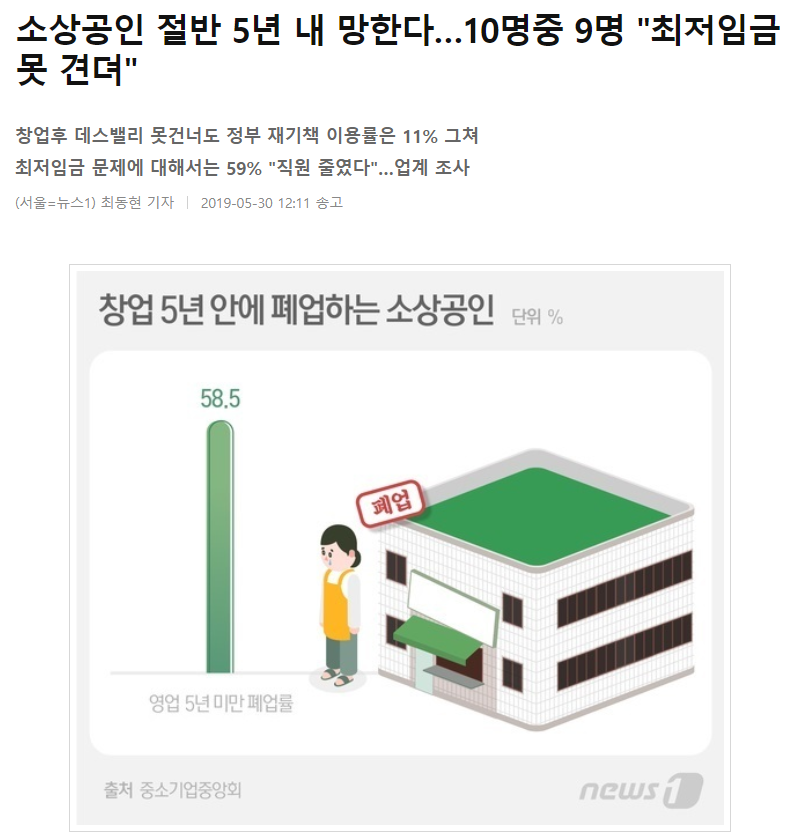 소상공인 절반 5년 내 망한다...10명중 9명 "최저임금
못 견뎌"
창업후 데스밸리 못건너도 정부 재기책 이용률은 11% 그쳐
최저임금 문제에 대해서는 59% "직원 줄였다"...업계 조사
(서울=뉴스1) 최동현 기자 | 2019-05-30 12:11 송고
창업 5년 안에 폐업하는 소상공인 단위 %
58.5
폐업
영업 5년 미만 폐업률
출처 중소기업중앙회
news1